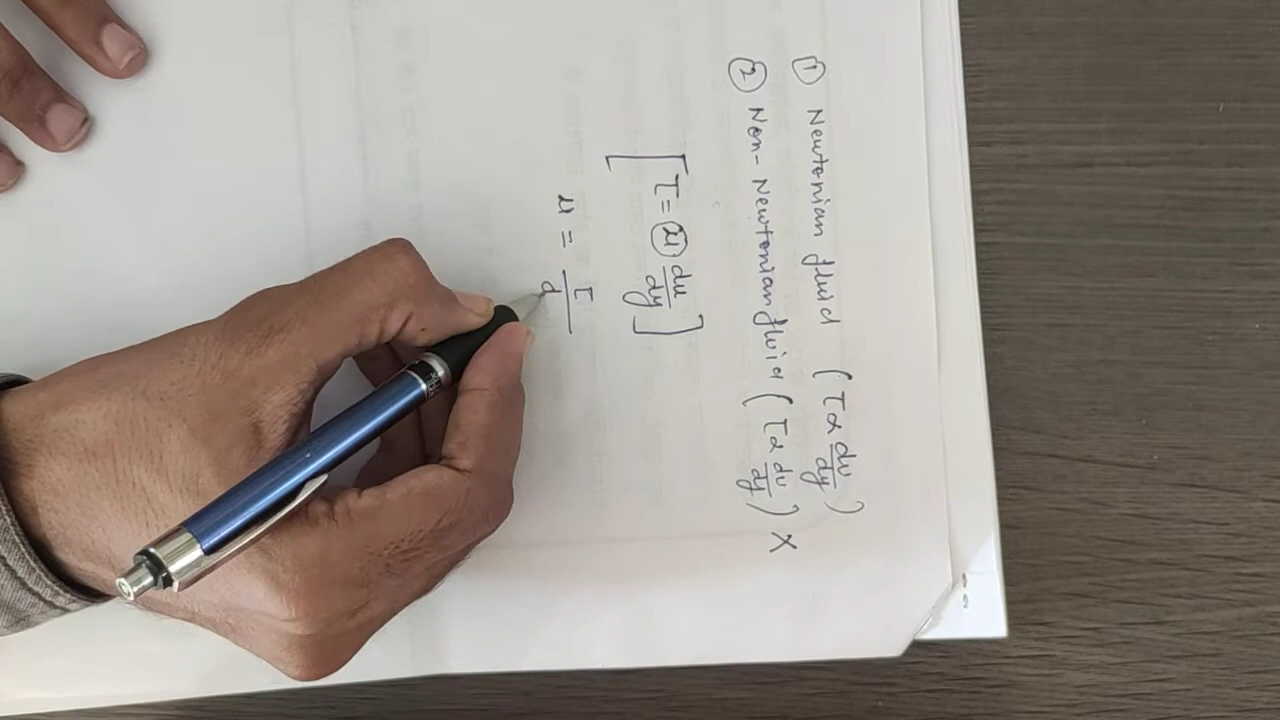 ① Newtonian fluid (τ α du/dy)
② Non-Newtonian fluid (τ α du/dy) ×
[τ = μ du/dy]
μ = τ/d